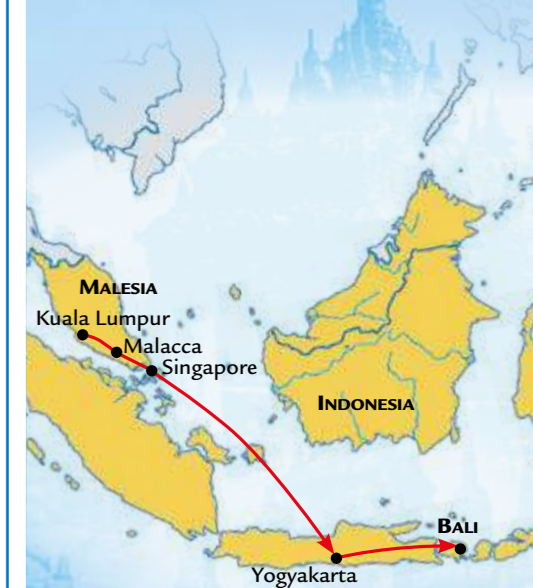 MALESIA
Kuala Lumpur
Malacca
Singapore
INDONESIA
BALI
Yogyakarta